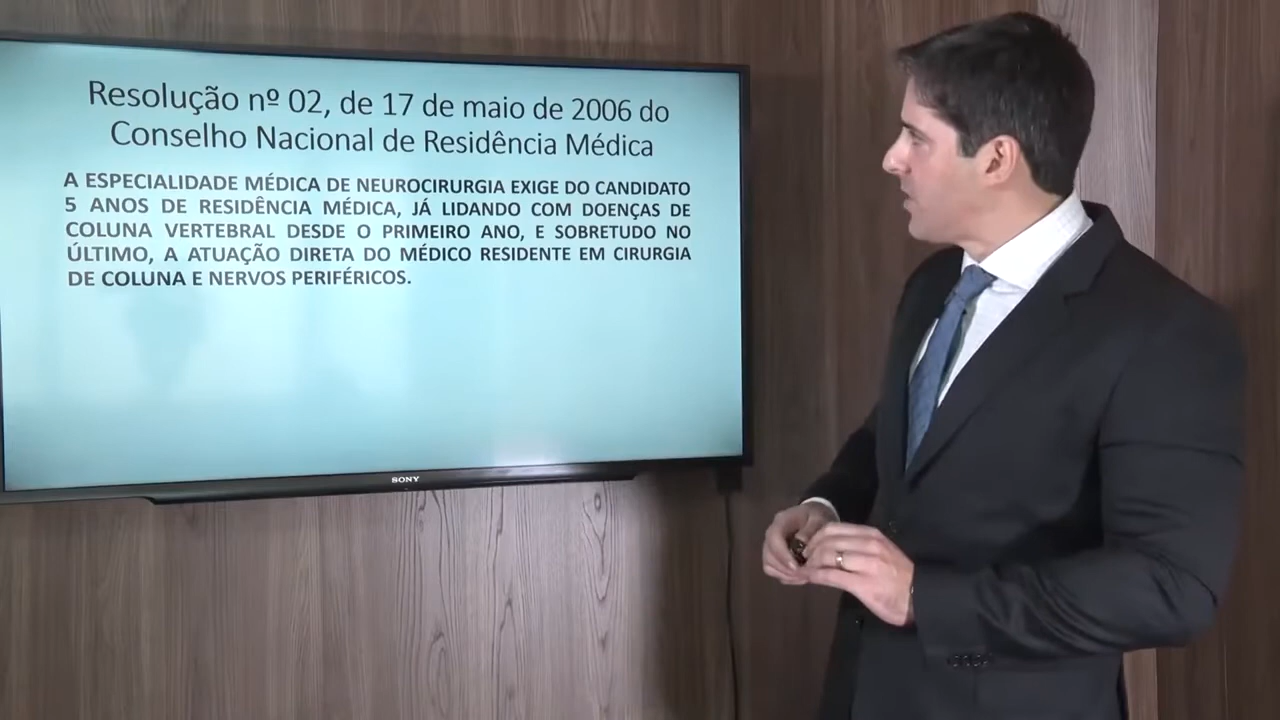 Resolução nº 02, de 17 de maio de 2006 do
Conselho Nacional de Residência Médica
A ESPECIALIDADE MÉDICA DE NEUROCIRURGIA EXIGE DO CANDIDATO
5 ANOS DE RESIDÊNCIA MÉDICA, JÁ LIDANDO COM DOENÇAS DE
COLUNA VERTEBRAL DESDE O PRIMEIRO ANO, E SOBRETUDO NO
ÚLTIMO, A ATUAÇÃO DIRETA DO MÉDICO RESIDENTE EM CIRURGIA
DE COLUNA E NERVOS PERIFÉRICOS.
SONY